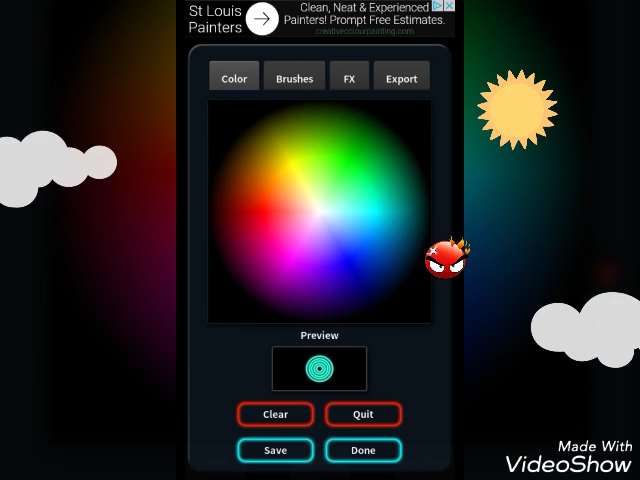 St Louis
Painters
Clean, Neat & Experienced
Painters! Prompt Free Estimates.
creativecolourpainting.com
Color
Brushes
FX
Export
Preview
Clear
Quit
Save
Done
Made With
VideoShow